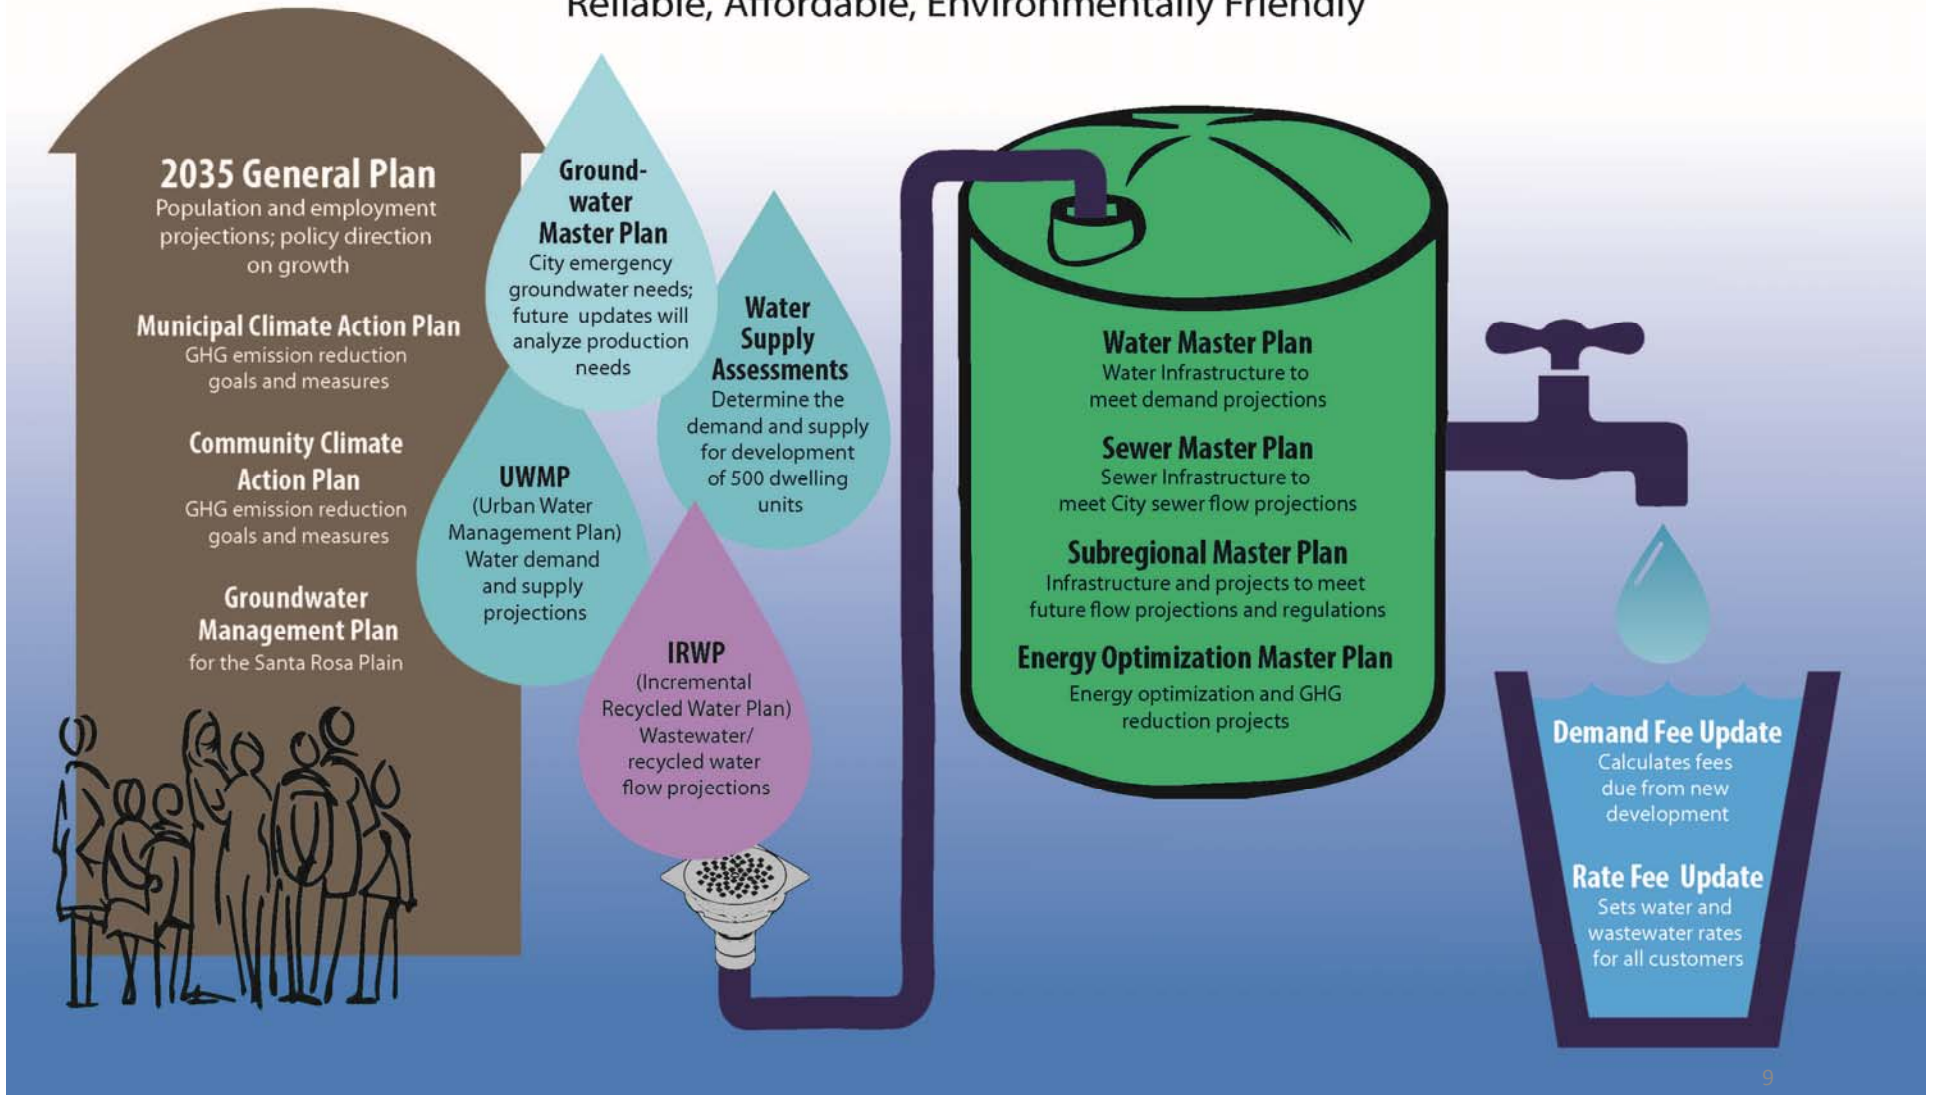 Reliable, Affordable, Environmentally Friendly
2035 General Plan
Population and employment
projections; policy direction
on growth
Municipal Climate Action Plan
GHG emission reduction
goals and measures
Community Climate
Action Plan
GHG emission reduction
goals and measures
Groundwater
Management Plan
for the Santa Rosa Plain
Ground-
water
Master Plan
City emergency
groundwater needs;
future updates will
analyze production
needs
Water
Supply
Assessments
Determine the
demand and supply
for development
of 500 dwelling
units
UWMP
(Urban Water
Management Plan)
Water demand
and supply
projections
IRWP
(Incremental
Recycled Water Plan)
Wastewater/
recycled water
flow projections
Water Master Plan
Water Infrastructure to
meet demand projections
Sewer Master Plan
Sewer Infrastructure to
meet City sewer flow projections
Subregional Master Plan
Infrastructure and projects to meet
future flow projections and regulations
Energy Optimization Master Plan
Energy optimization and GHG
reduction projects
Demand Fee Update
Calculates fees
due from new
development
Rate Fee Update
Sets water and
wastewater rates
for all customers
9